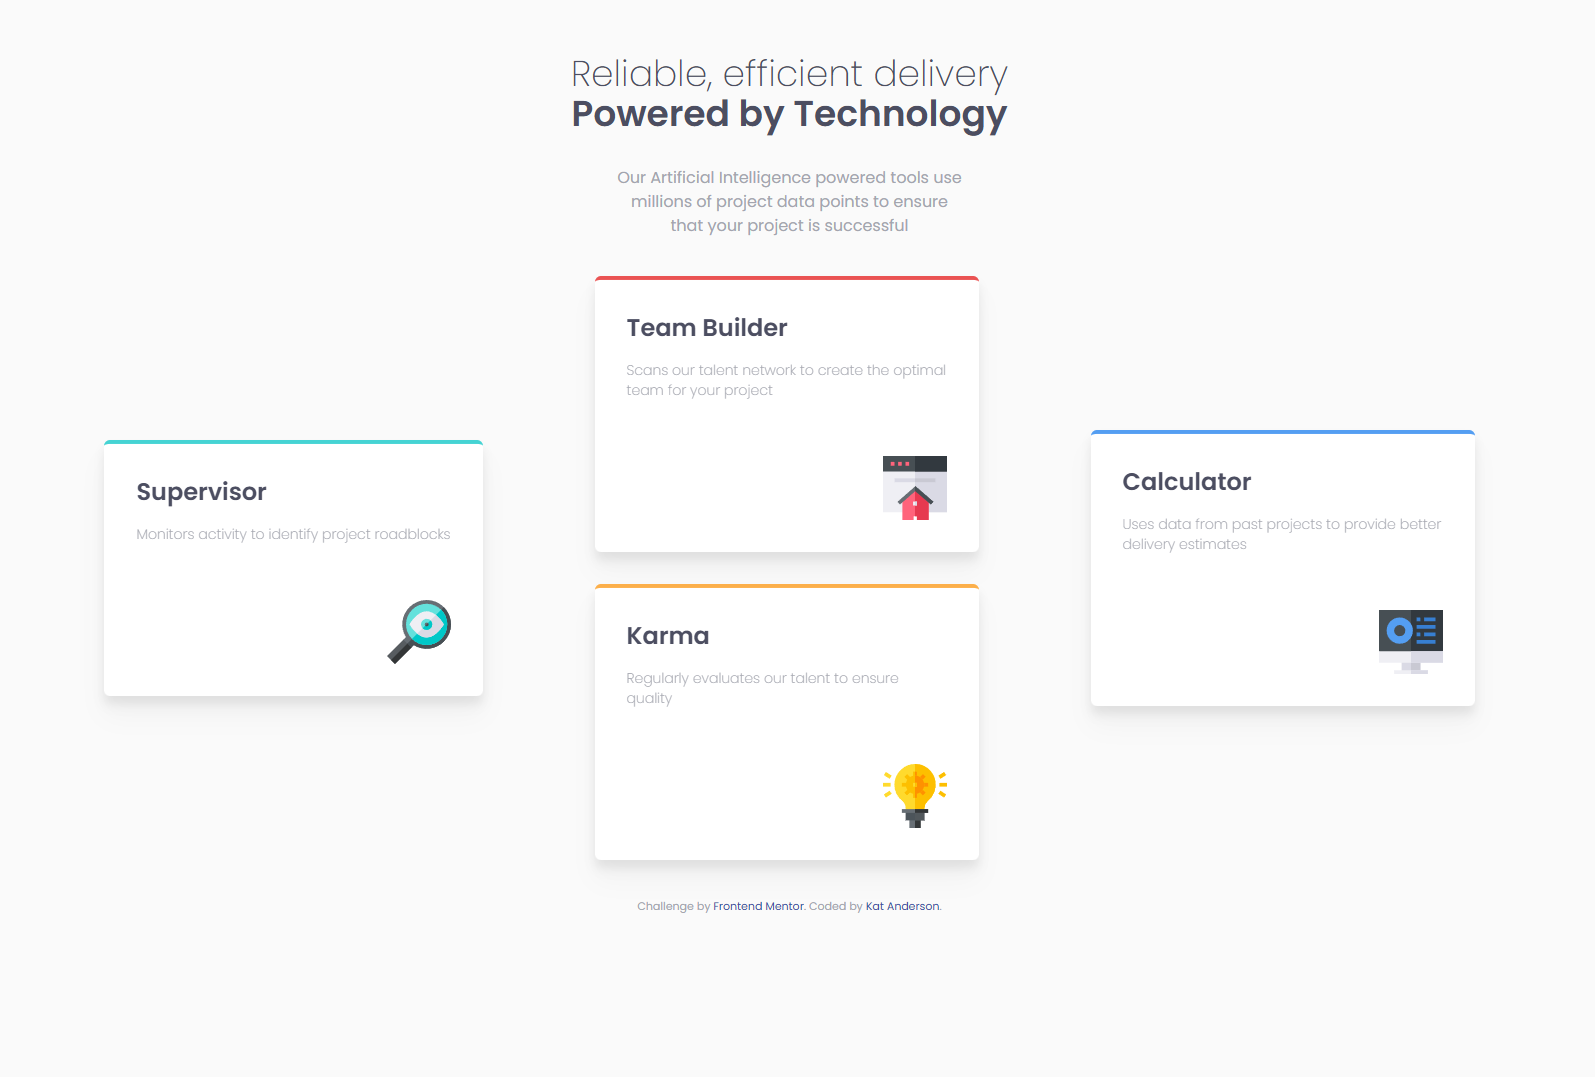 Reliable, efficient delivery
Powered by Technology
Our Artificial Intelligence powered tools use
millions of project data points to ensure
that your project is successful
Supervisor
Monitors activity to identify project roadblocks
Team Builder
Scans our talent network to create the optimal
team for your project
Karma
Regularly evaluates our talent to ensure
quality
Calculator
Uses data from past projects to provide better
delivery estimates
Challenge by Frontend Mentor. Coded by Kat Anderson.